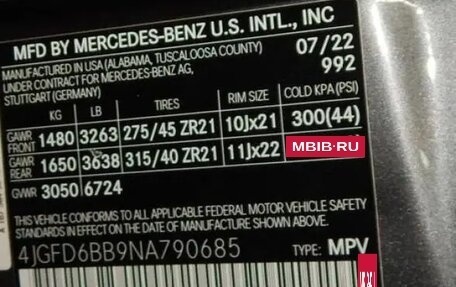 MFD BY MERCEDES-BENZ U.S. INTL., INC
MADE IN USA (ALABAMA, TUSCALOOSA COUNTY) 07/22
UNDER CONTRACT FOR MERCEDES-BENZ AG, 992
STUTTGART (GERMANY)
KG LB TIRES RIM SIZE COLD KPA (PSI)
GAWR FRONT 1480 3263 275/45 ZR21 10Jx21 300(44)
GAWR REAR 1650 3638 315/40 ZR21 11Jx22
MBIB.RU
GVWR 3050 6724
THIS VEHICLE CONFORMS TO ALL APPLICABLE FEDERAL MOTOR VEHICLE SAFETY
STANDARDS IN EFFECT ON THE DATE OF MANUFACTURE SHOWN ABOVE.
4JGFD6BB9NA790685 TYPE: MPV